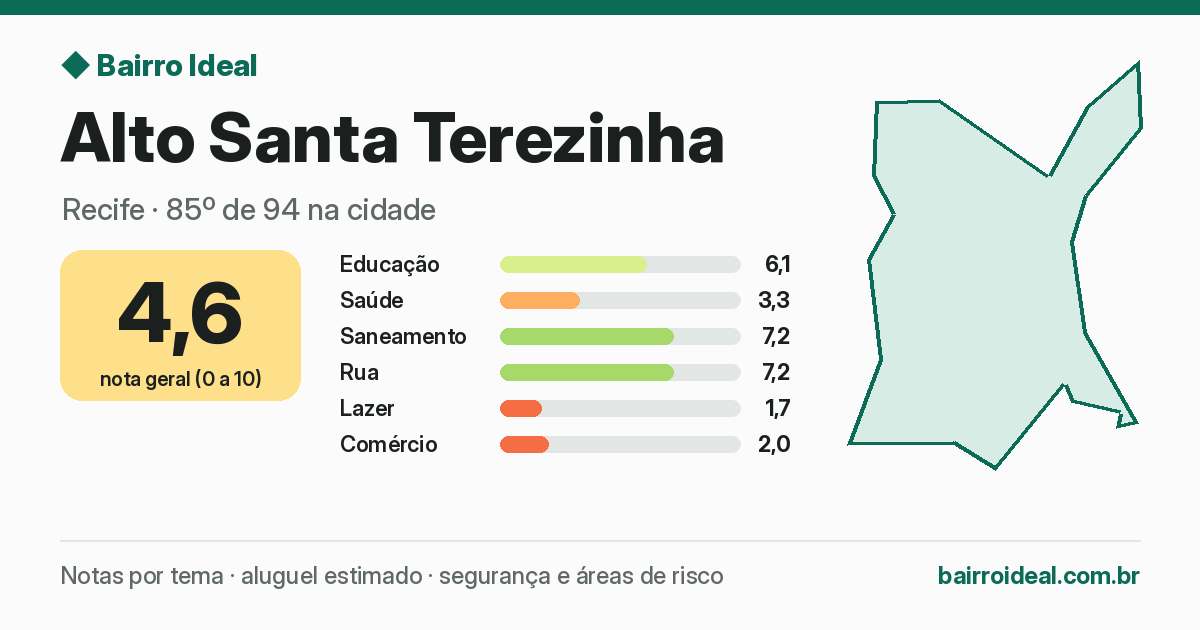 Bairro Ideal
Alto Santa Terezinha
Recife · 85º de 94 na cidade
4,6
nota geral (0 a 10)
Educação 6,1
Saúde 3,3
Saneamento 7,2
Rua 7,2
Lazer 1,7
Comércio 2,0
Notas por tema · aluguel estimado · segurança e áreas de risco
bairroideal.com.br